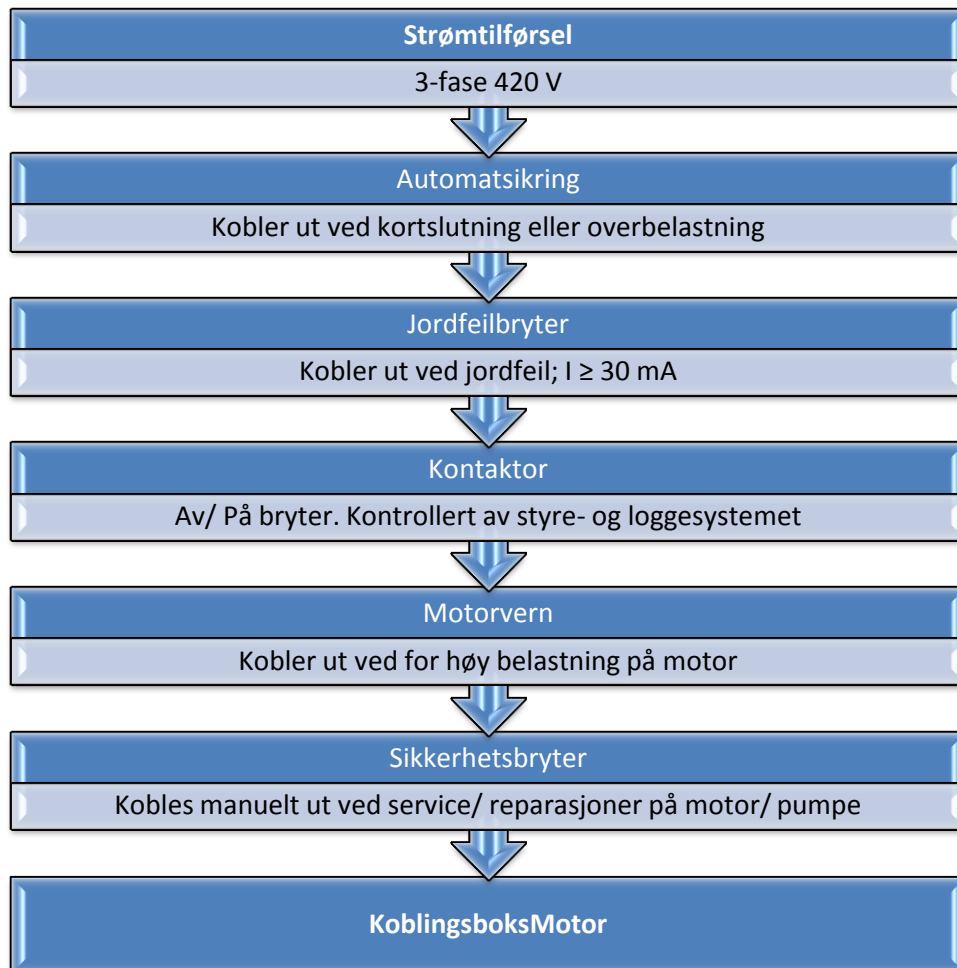 Strømtilførsel
3-fase 420 V
Automatsikring
Kobler ut ved kortslutning eller overbelastning
Jordfeilbryter
Kobler ut ved jordfeil; I ≥ 30 mA
Kontaktor
Av/ På bryter. Kontrollert av styre- og loggesystemet
Motorvern
Kobler ut ved for høy belastning på motor
Sikkerhetsbryter
Kobles manuelt ut ved service/ reparasjoner på motor/ pumpe
KoblingsboksMotor